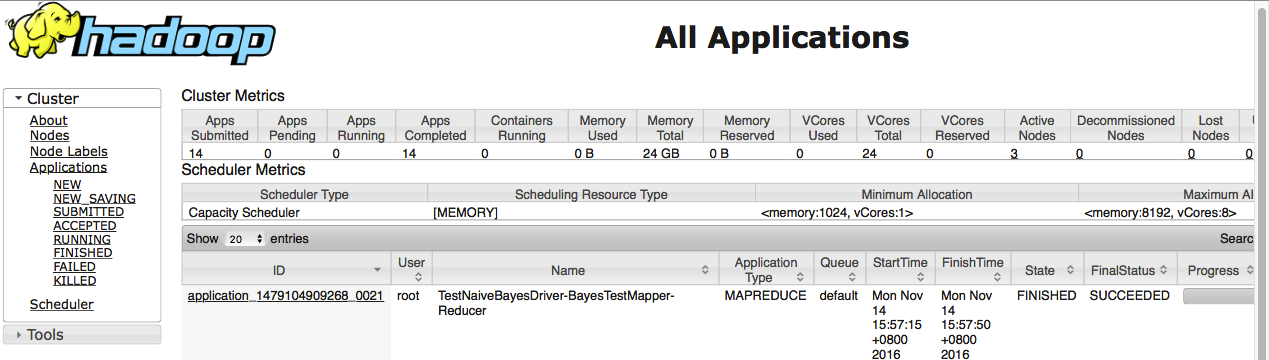 hadoop
All Applications
Cluster
About
Nodes
Node Labels
Applications
NEW
NEW_SAVING
SUBMITTED
ACCEPTED
RUNNING
FINISHED
FAILED
KILLED
Scheduler
Tools
Cluster Metrics
Apps Submitted Apps Pending Apps Running Apps Completed Containers Running Memory Used Memory Total Memory Reserved VCores Used VCores Total VCores Reserved Active Nodes Decommissioned Nodes Lost Nodes U
14 0 0 14 0 0 B 24 GB 0 B 0 24 0 3 0 0 0
Scheduler Metrics
Scheduler Type Scheduling Resource Type Minimum Allocation Maximum Al
Capacity Scheduler [MEMORY] <memory:1024, vCores:1> <memory:8192, vCores:8>
Show 20 entries Searc
ID User Name Application Type Queue StartTime FinishTime State FinalStatus Progress
application_1479104909268_0021 root TestNaiveBayesDriver-BayesTestMapper- MAPREDUCE default Mon Nov Mon Nov FINISHED SUCCEEDED
Reducer 14 14
15:57:15 15:57:50
+0800 +0800
2016 2016